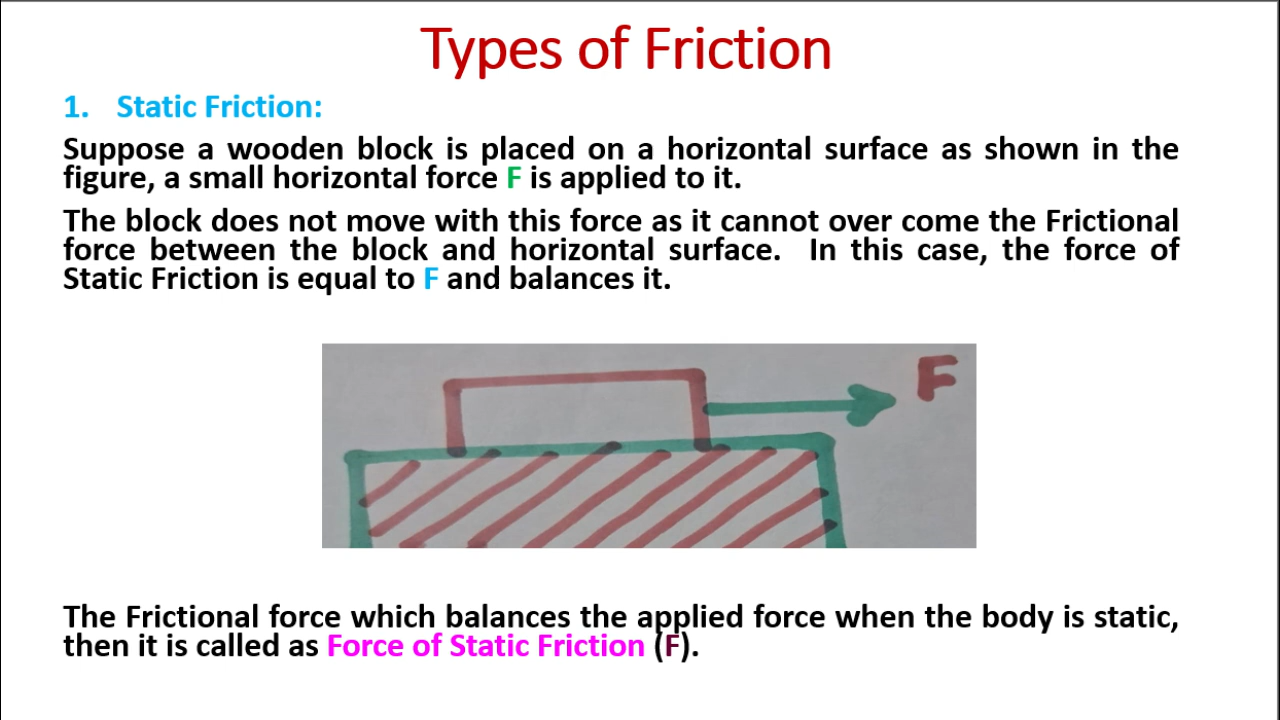 Types of Friction
1. Static Friction:
Suppose a wooden block is placed on a horizontal surface as shown in the
figure, a small horizontal force F is applied to it.
The block does not move with this force as it cannot over come the Frictional
force between the block and horizontal surface. In this case, the force of
Static Friction is equal to F and balances it.
F
The Frictional force which balances the applied force when the body is static,
then it is called as Force of Static Friction (F).